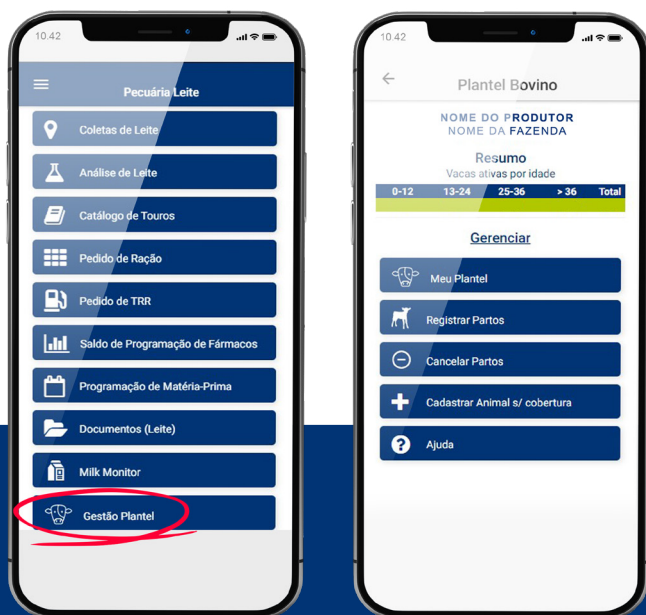 10.42
Pecuária Leite
Coletas de Leite
Análise de Leite
Catálogo de Touros
Pedido de Ração
Pedido de TRR
Saldo de Programação de Fármacos
Programação de Matéria-Prima
Documentos (Leite)
Milk Monitor
Gestão Plantel
10.42
Plantel Bovino
NOME DO PRODUTOR
NOME DA FAZENDA
Resumo
Vacas ativas por idade
0-12 13-24 25-36 > 36 Total
Gerenciar
Meu Plantel
Registrar Partos
Cancelar Partos
Cadastrar Animal s/ cobertura
Ajuda